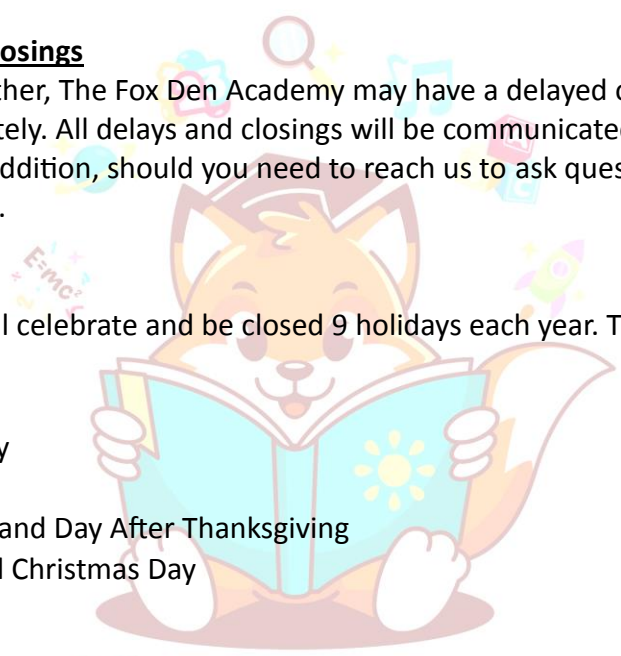 osings
ther, The Fox Den Academy may have a delayed
tely. All delays and closings will be communicated
ddition, should you need to reach us to ask ques
.
E=mc²
l celebrate and be closed 9 holidays each year. T
y
and Day After Thanksgiving
d Christmas Day